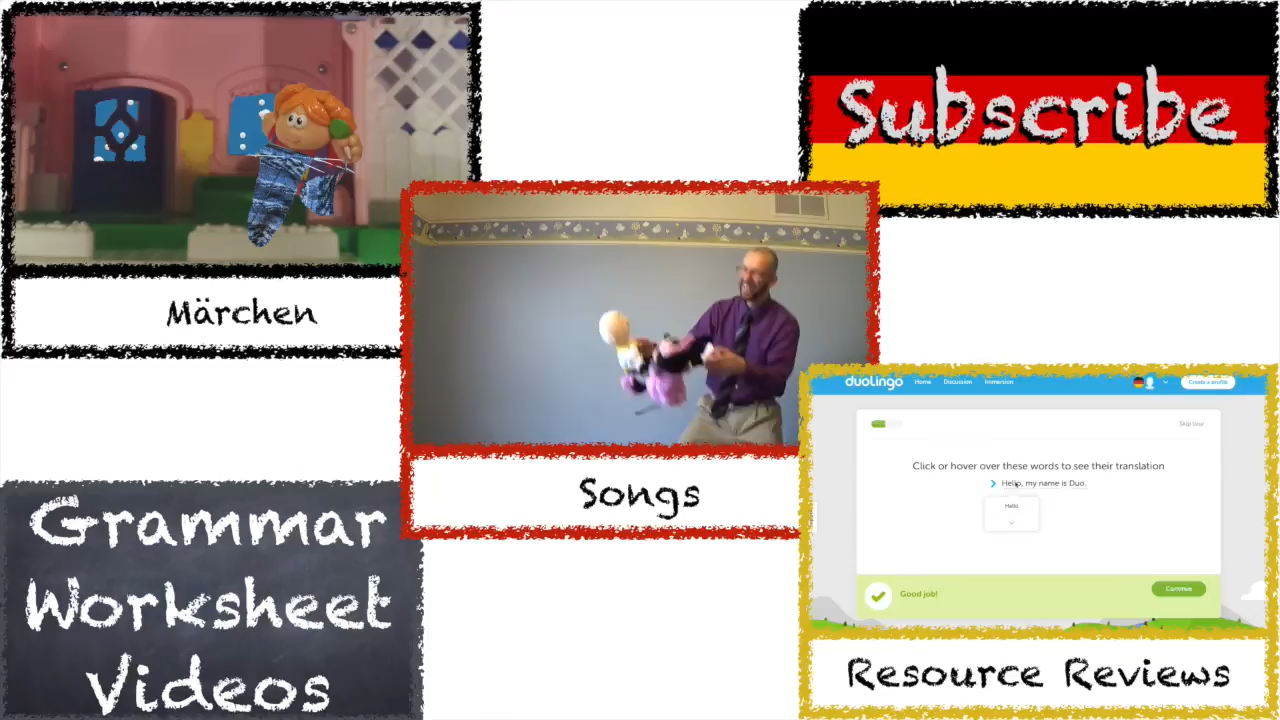 Subscribe
Märchen
Songs
duolingo Home Discussion Immersion Create a profile
Skip tour
Click or hover over these words to see their translation
Hello, my name is Duo.
Hallo
Good job!
Continue
Grammar
Worksheet
Videos
Resource Reviews